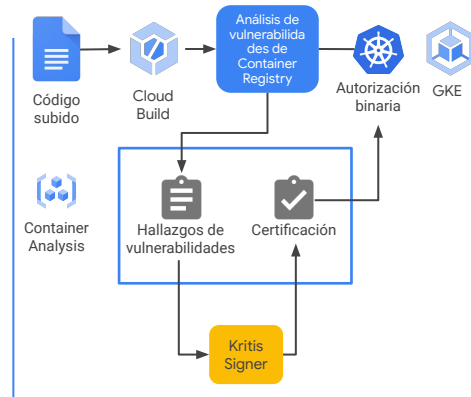 Análisis de
vulnerabilida
des de
Container
Registry
Código
subido
Cloud
Build
Autorización
binaria
GKE
Container
Analysis
Hallazgos de
vulnerabilidades
Certificación
Kritis
Signer